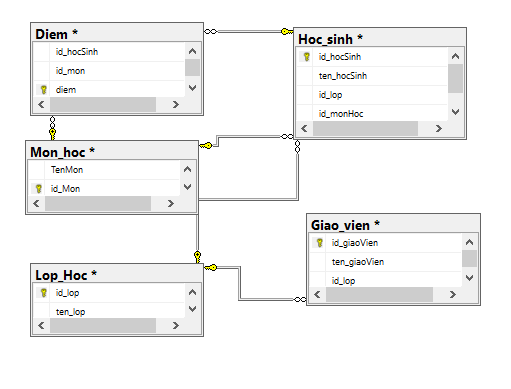 Diem *
id_hocSinh
id_mon
diem
Hoc_sinh *
id_hocSinh
ten_hocSinh
id_lop
id_monHoc
Mon_hoc *
TenMon
id_Mon
Giao_vien *
id_giaoVien
ten_giaoVien
id_lop
Lop_Hoc *
id_lop
ten_lop